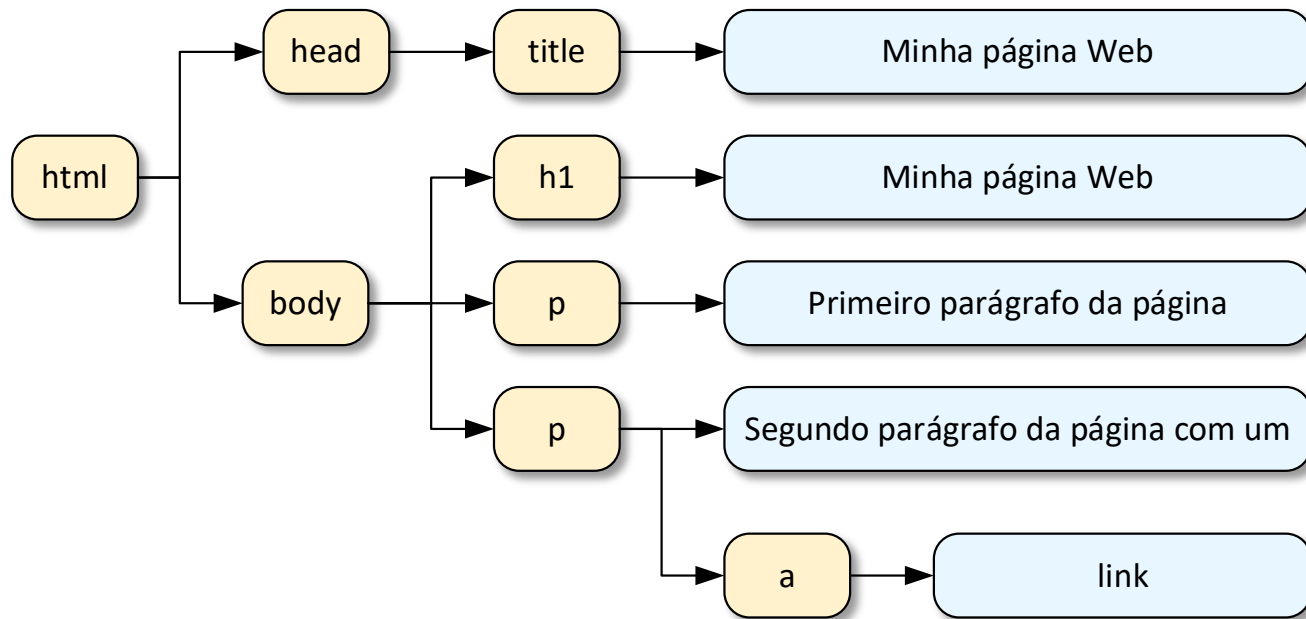 head
title
Minha página Web
html
h1
Minha página Web
body
p
Primeiro parágrafo da página
p
Segundo parágrafo da página com um
a
link